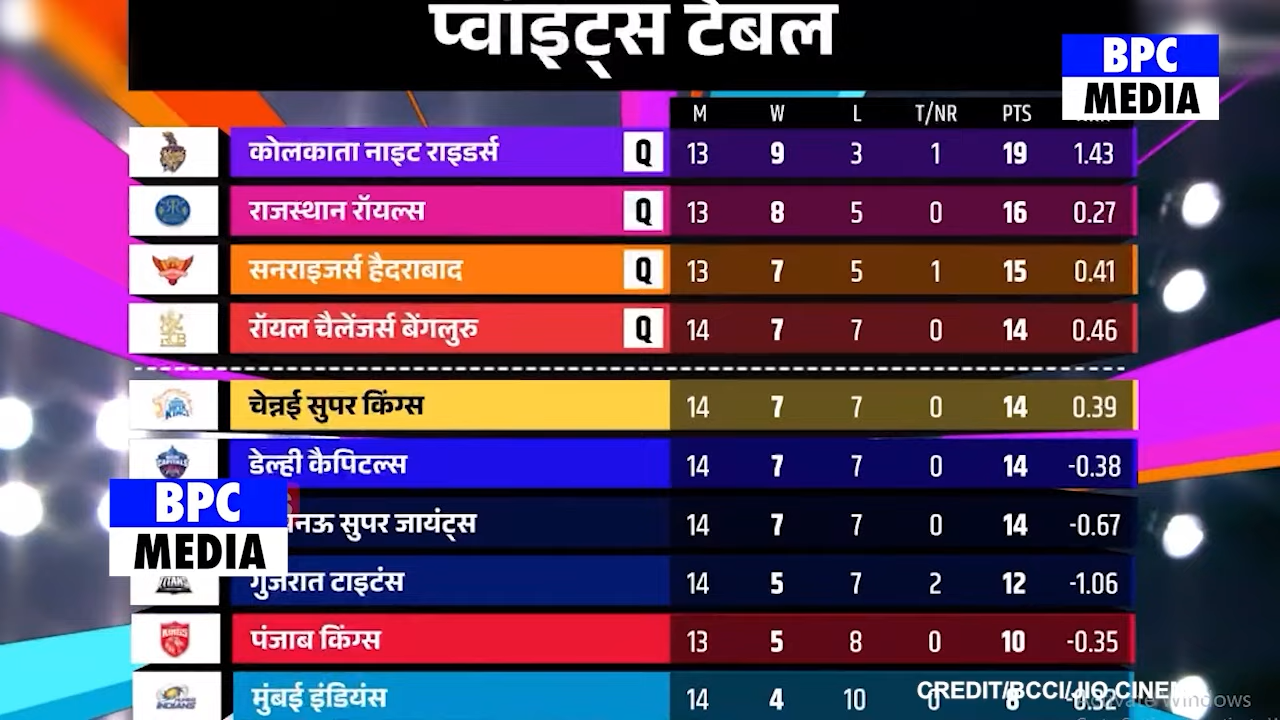 प्वाइंट्स टेबल
BPC
MEDIA
M W L T/NR PTS
कोलकाता नाइट राइडर्स Q 13 9 3 1 19 1.43
राजस्थान रॉयल्स Q 13 8 5 0 16 0.27
सनराइजर्स हैदराबाद Q 13 7 5 1 15 0.41
रॉयल चैलेंजर्स बेंगलुरु Q 14 7 7 0 14 0.46
चेन्नई सुपर किंग्स 14 7 7 0 14 0.39
डेल्ही कैपिटल्स 14 7 7 0 14 -0.38
BPC
MEDIA
सुपर जायंट्स 14 7 7 0 14 -0.67
गुजरात टाइटंस 14 5 7 2 12 -1.06
पंजाब किंग्स 13 5 8 0 10 -0.35
मुंबई इंडियंस 14 4 10 0 8
CREDIT/BCCI/JIO CINE
Windows